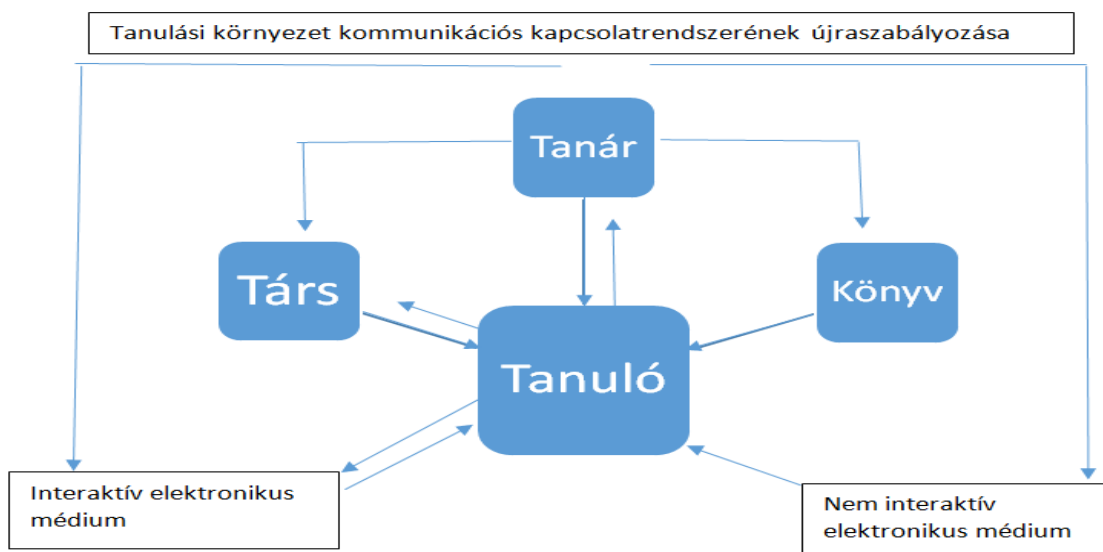 Tanulási környezet kommunikációs kapcsolatrendszerének újraszabályozása
Tanár
Társ
Könyv
Tanuló
Interaktív elektronikus
médium
Nem interaktív
elektronikus médium